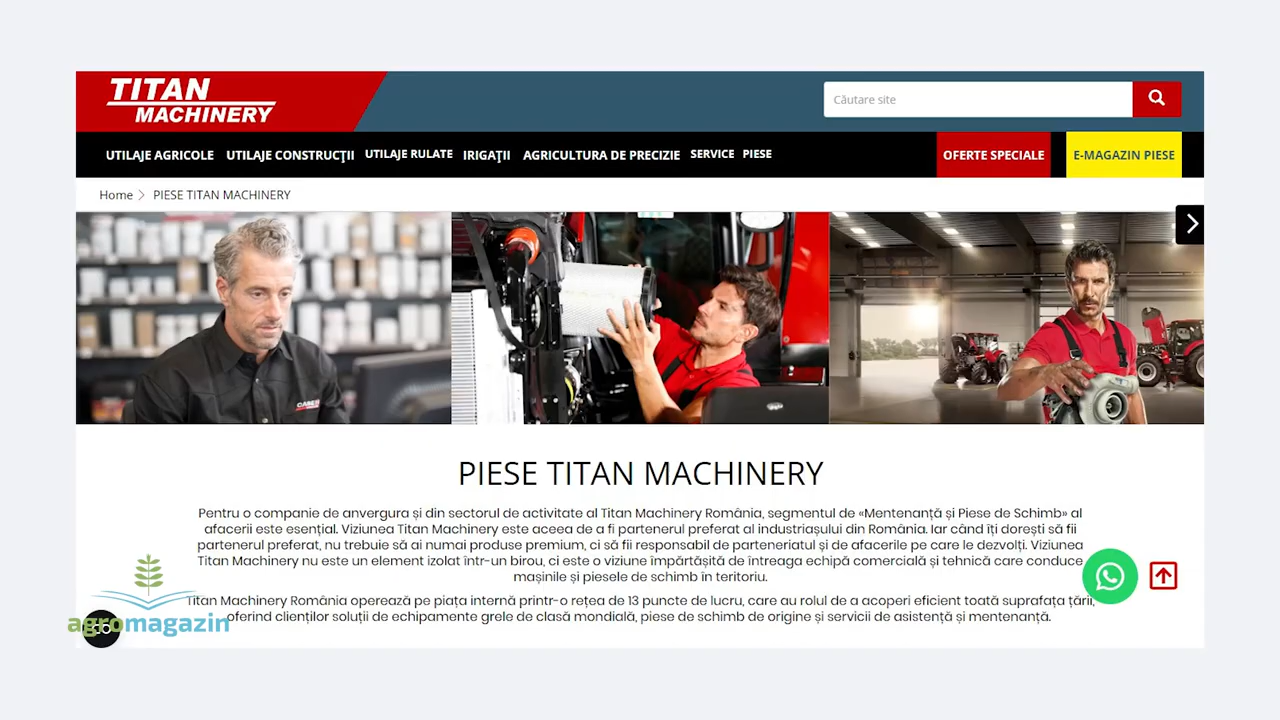 TITAN
MACHINERY
Căutare site
UTILAJE AGRICOLE UTILAJE CONSTRUCȚII UTILAJE RULATE IRIGAȚII AGRICULTURA DE PRECIZIE SERVICE PIESE OFERTE SPECIALE E-MAGAZIN PIESE
Home PIESE TITAN MACHINERY
PIESE TITAN MACHINERY
Pentru o companie de anvergura și din sectorul de activitate al Titan Machinery România, segmentul de «Mentenanță și Piese de Schimb» al
afacerii este esențial. Viziunea Titan Machinery este aceea de a fi partenerul preferat al industriașului din România. Iar când îți dorești să fii
partenerul preferat, nu trebuie să ai numai produse premium, ci să fii responsabil de parteneriatul și de afacerile pe care le dezvolți. Viziunea
Titan Machinery nu este un element izolat într-un birou, ci este o viziune împărtășită de întreaga echipă comercială și tehnică care conduce
mașinile și piesele de schimb în teritoriu.
Titan Machinery România operează pe piața internă printr-o rețea de 13 puncte de lucru, care au rolul de a acoperi eficient toată suprafața țării,
oferind clienților soluții de echipamente grele de clasă mondială, piese de schimb de origine și servicii de asistență și mentenanță.
agromagazin